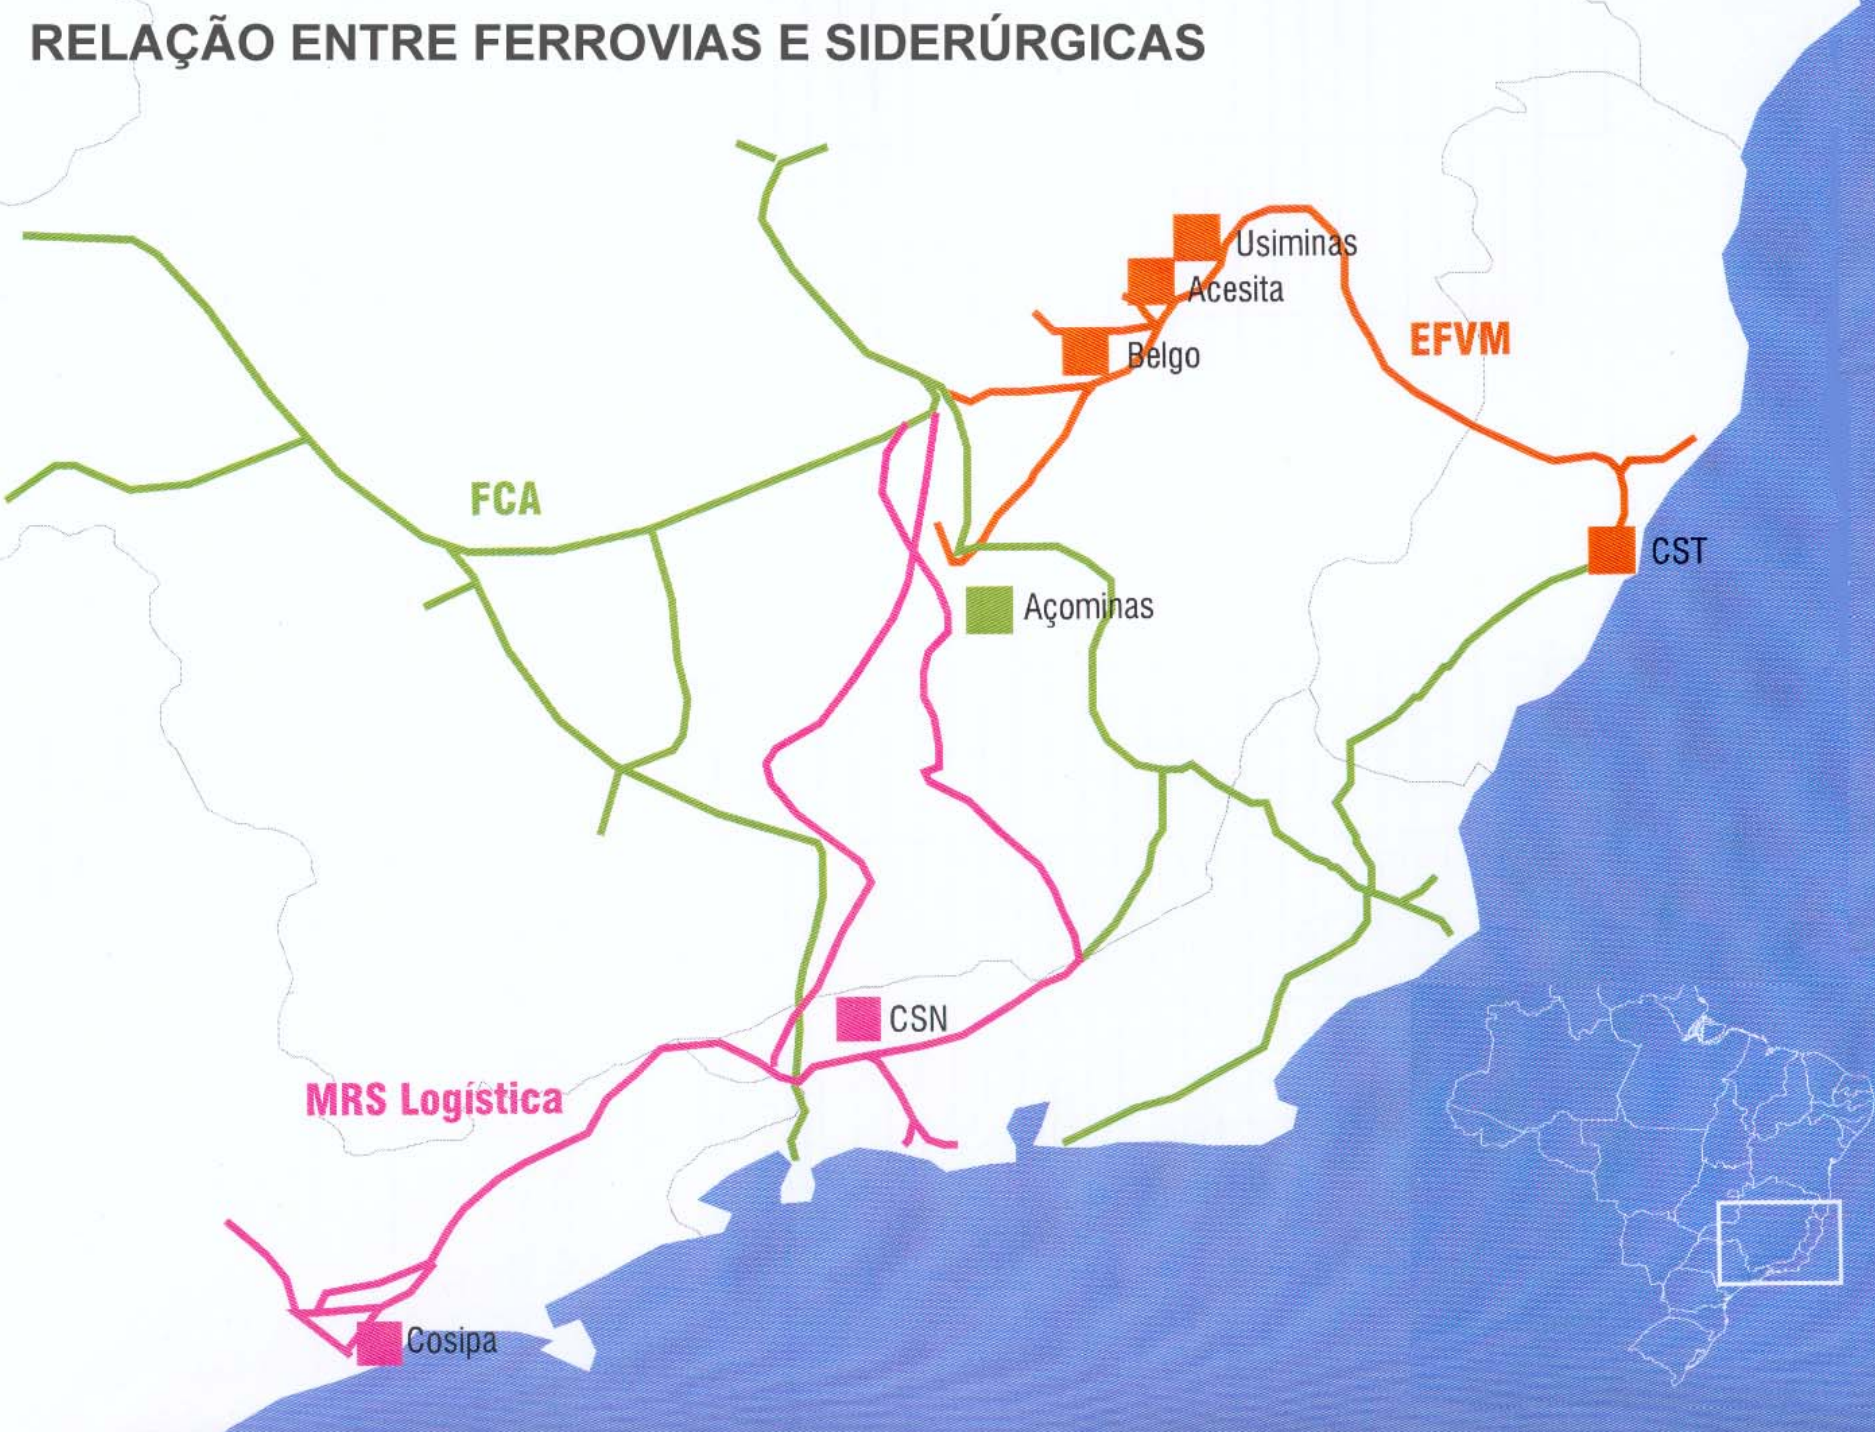 RELAÇÃO ENTRE FERROVIAS E SIDERÚRGICAS
Usiminas
Acesita
EFVM
Belgo
FCA
CST
Açominas
CSN
MRS Logística
Cosipa